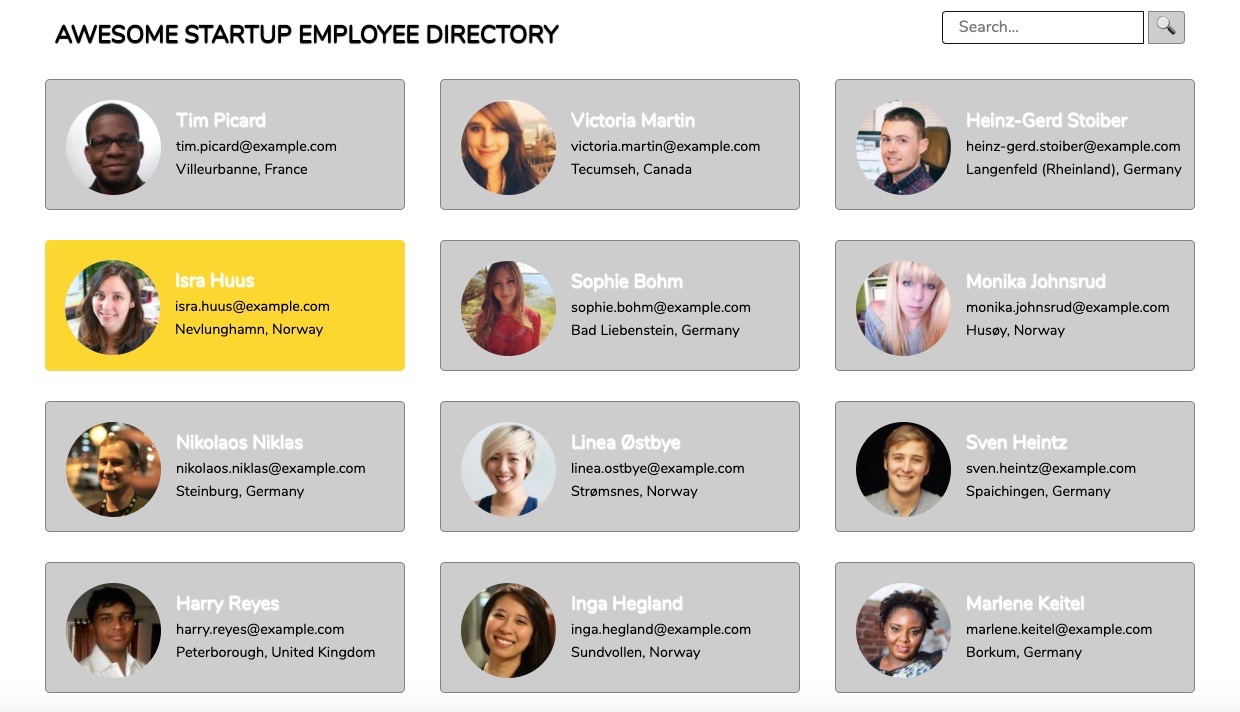 AWESOME STARTUP EMPLOYEE DIRECTORY
Search...
Tim Picard
tim.picard@example.com
Villeurbanne, France
Victoria Martin
victoria.martin@example.com
Tecumseh, Canada
Heinz-Gerd Stoiber
heinz-gerd.stoiber@example.com
Langenfeld (Rheinland), Germany
Isra Huus
isra.huus@example.com
Nevlunghamn, Norway
Sophie Bohm
sophie.bohm@example.com
Bad Liebenstein, Germany
Monika Johnsrud
monika.johnsrud@example.com
Husøy, Norway
Nikolaos Niklas
nikolaos.niklas@example.com
Steinburg, Germany
Linea Østbye
linea.ostbye@example.com
Strømsnes, Norway
Sven Heintz
sven.heintz@example.com
Spaichingen, Germany
Harry Reyes
harry.reyes@example.com
Peterborough, United Kingdom
Inga Hegland
inga.hegland@example.com
Sundvollen, Norway
Marlene Keitel
marlene.keitel@example.com
Borkum, Germany